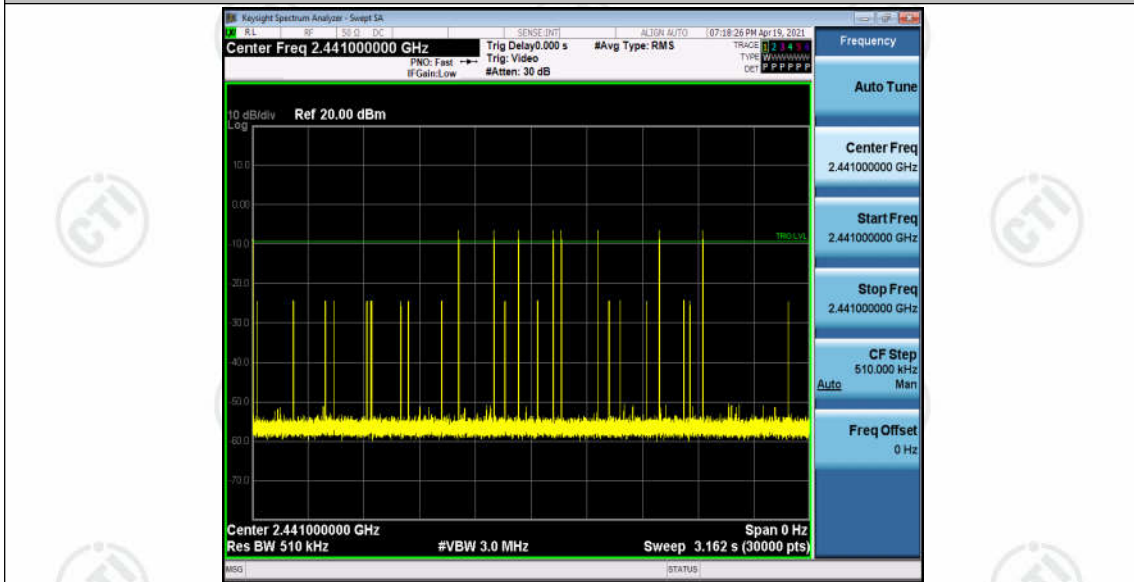 Keysight Spectrum Analyzer - Swept SA
RL RF 50 Ω DC SENSE:INT ALIGN AUTO 07:18:26 PM Apr 19, 2021
Center Freq 2.441000000 GHz
PNO: Fast
IFGain:Low
Trig Delay0.000 s
Trig: Video
#Atten: 30 dB
#Avg Type: RMS
TRACE 1 2 3 4 5 6
TYPE
DET P P P P P P
10 dB/div Ref 20.00 dBm
Log
10.0
0.00
-10.0
-20.0
-30.0
-40.0
-50.0
-60.0
-70.0
TRIG LVL
Center 2.441000000 GHz Span 0 Hz
Res BW 510 kHz #VBW 3.0 MHz Sweep 3.162 s (30000 pts)
MSG STATUS
Frequency
Auto Tune
Center Freq
2.441000000 GHz
Start Freq
2.441000000 GHz
Stop Freq
2.441000000 GHz
CF Step
510.000 kHz
Auto Man
Freq Offset
0 Hz
CTI
CTI